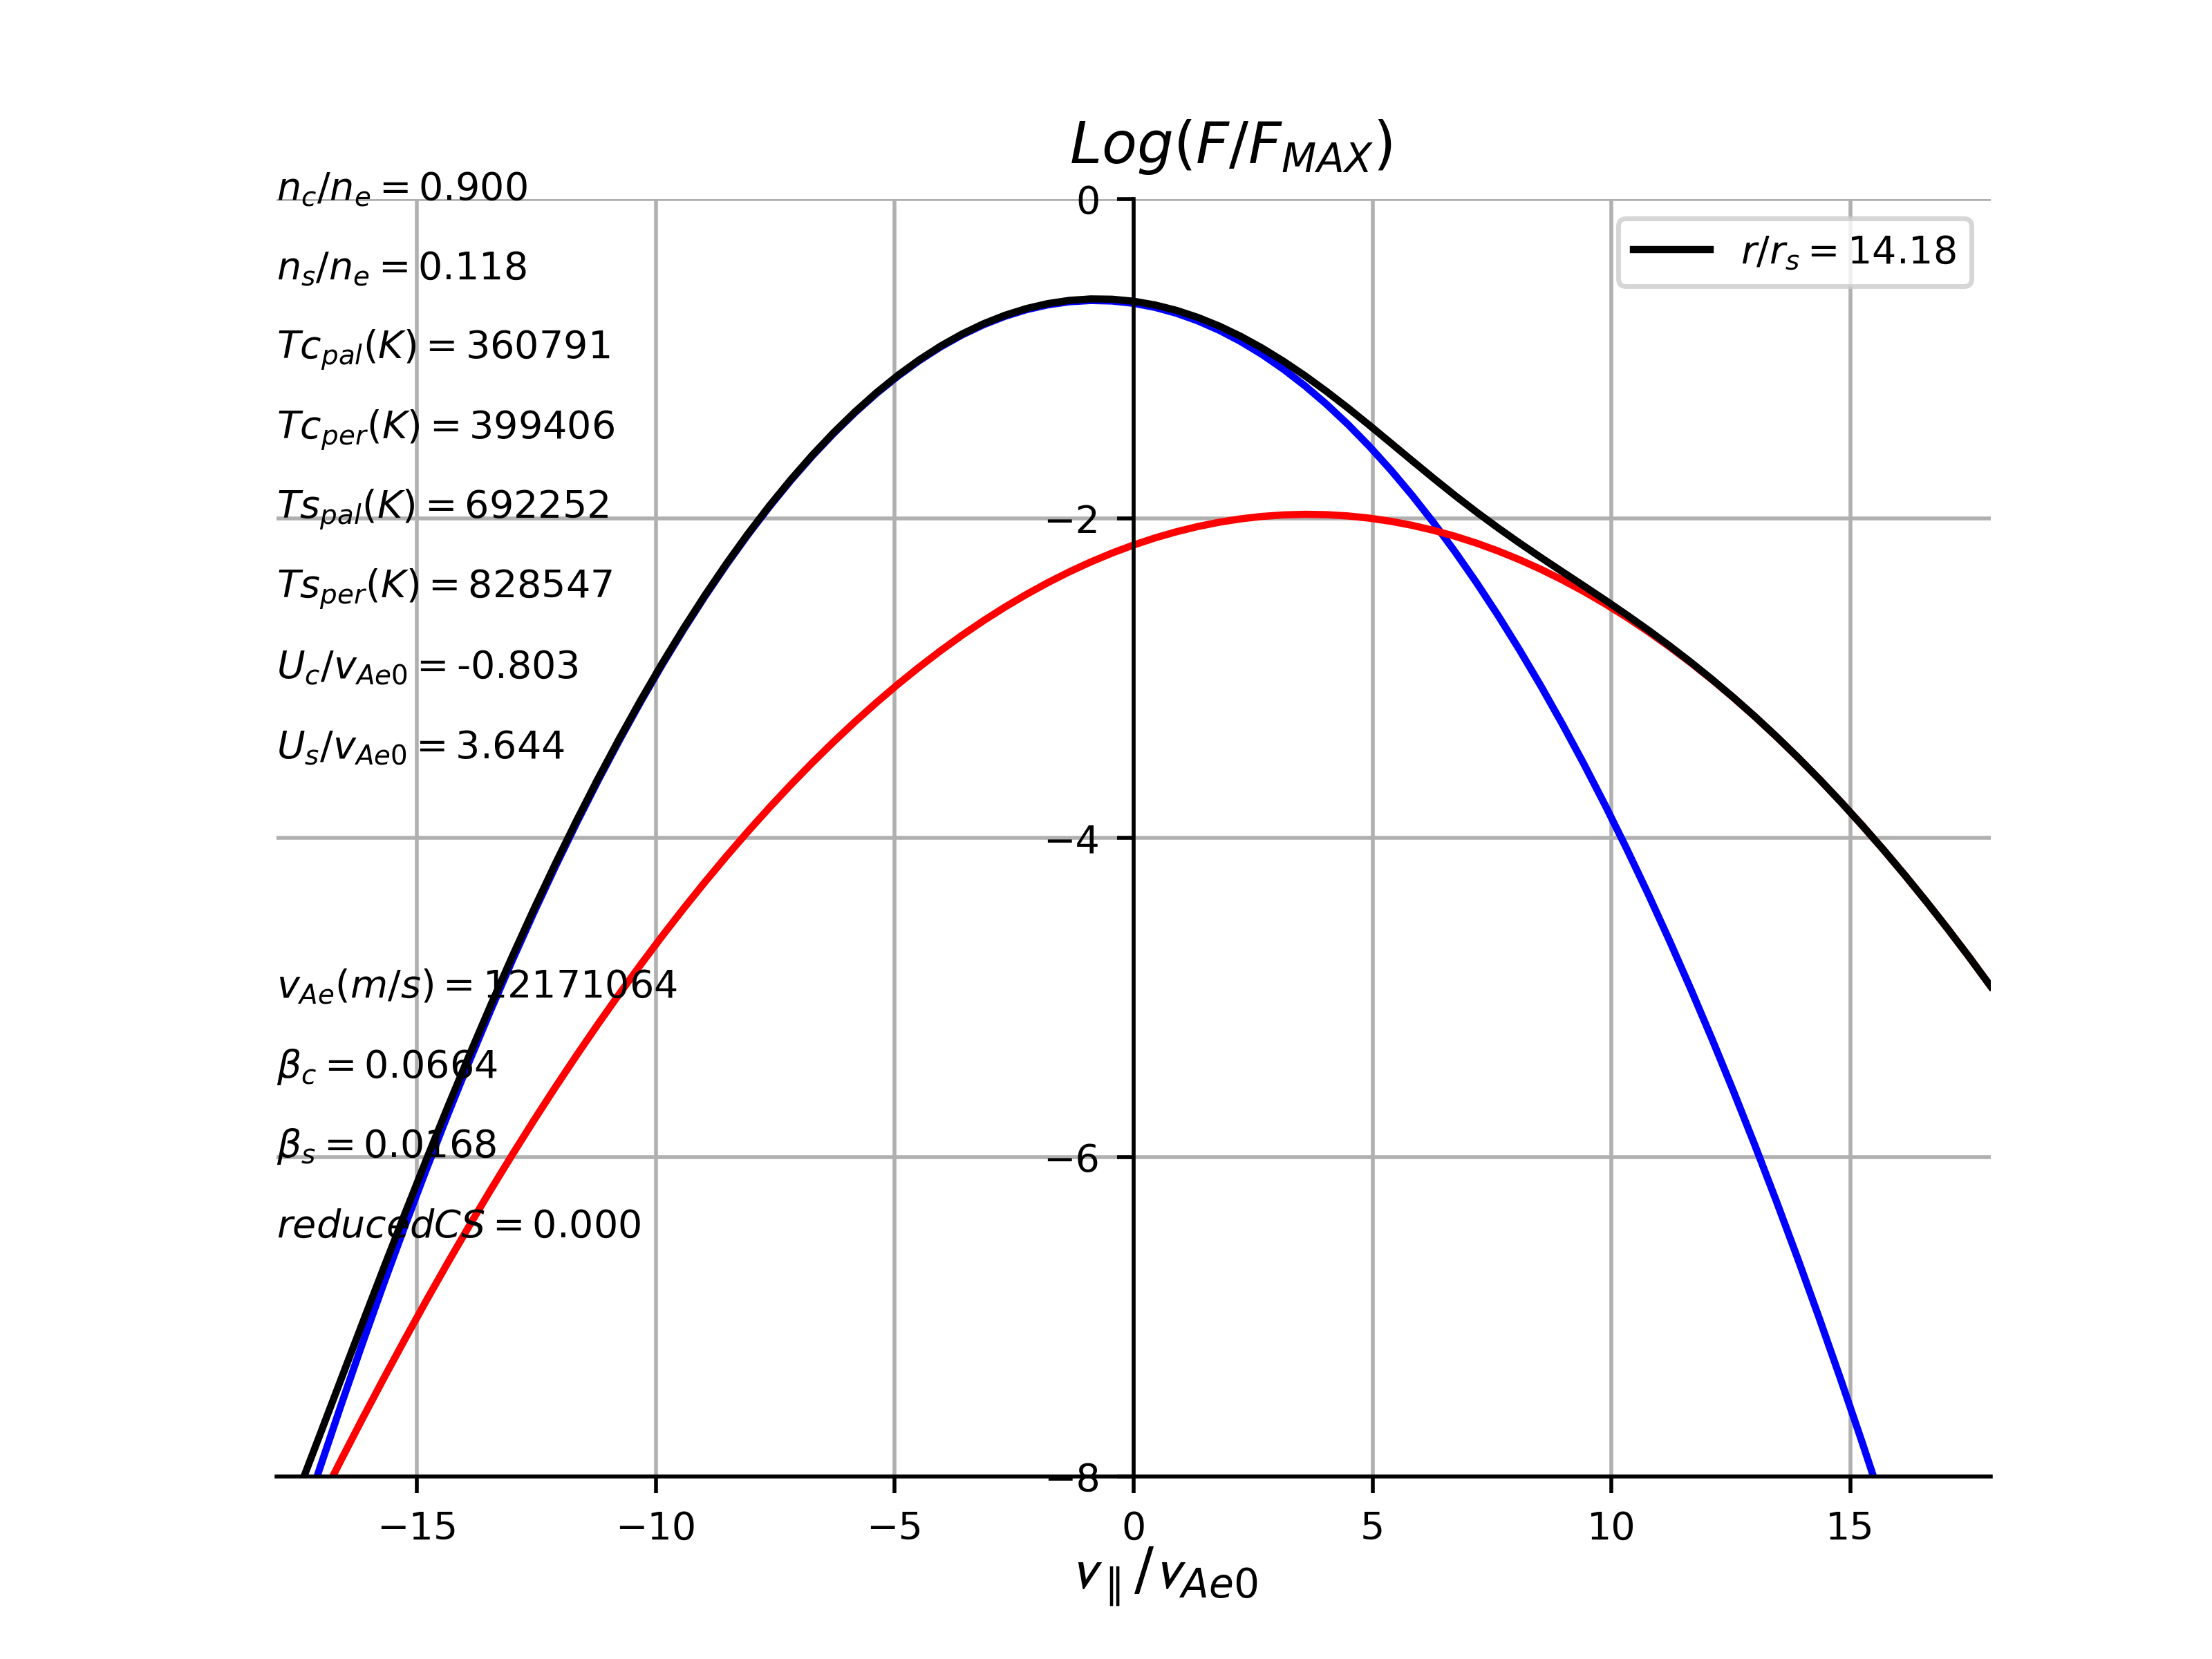 Log(F/F_MAX)
n_c/n_e = 0.900
0
n_s/n_e = 0.118
r/r_s = 14.18
Tc_pal(K) = 360791
Tc_per(K) = 399406
Ts_pal(K) = 692252
−2
Ts_per(K) = 828547
U_c/v_Ae0 = -0.803
U_s/v_Ae0 = 3.644
−4
v_Ae(m/s) = 12171064
β_c = 0.0664
β_s = 0.0168
−6
reducedCS = 0.000
−8
−15 −10 −5 0 5 10 15
v_∥/v_Ae0